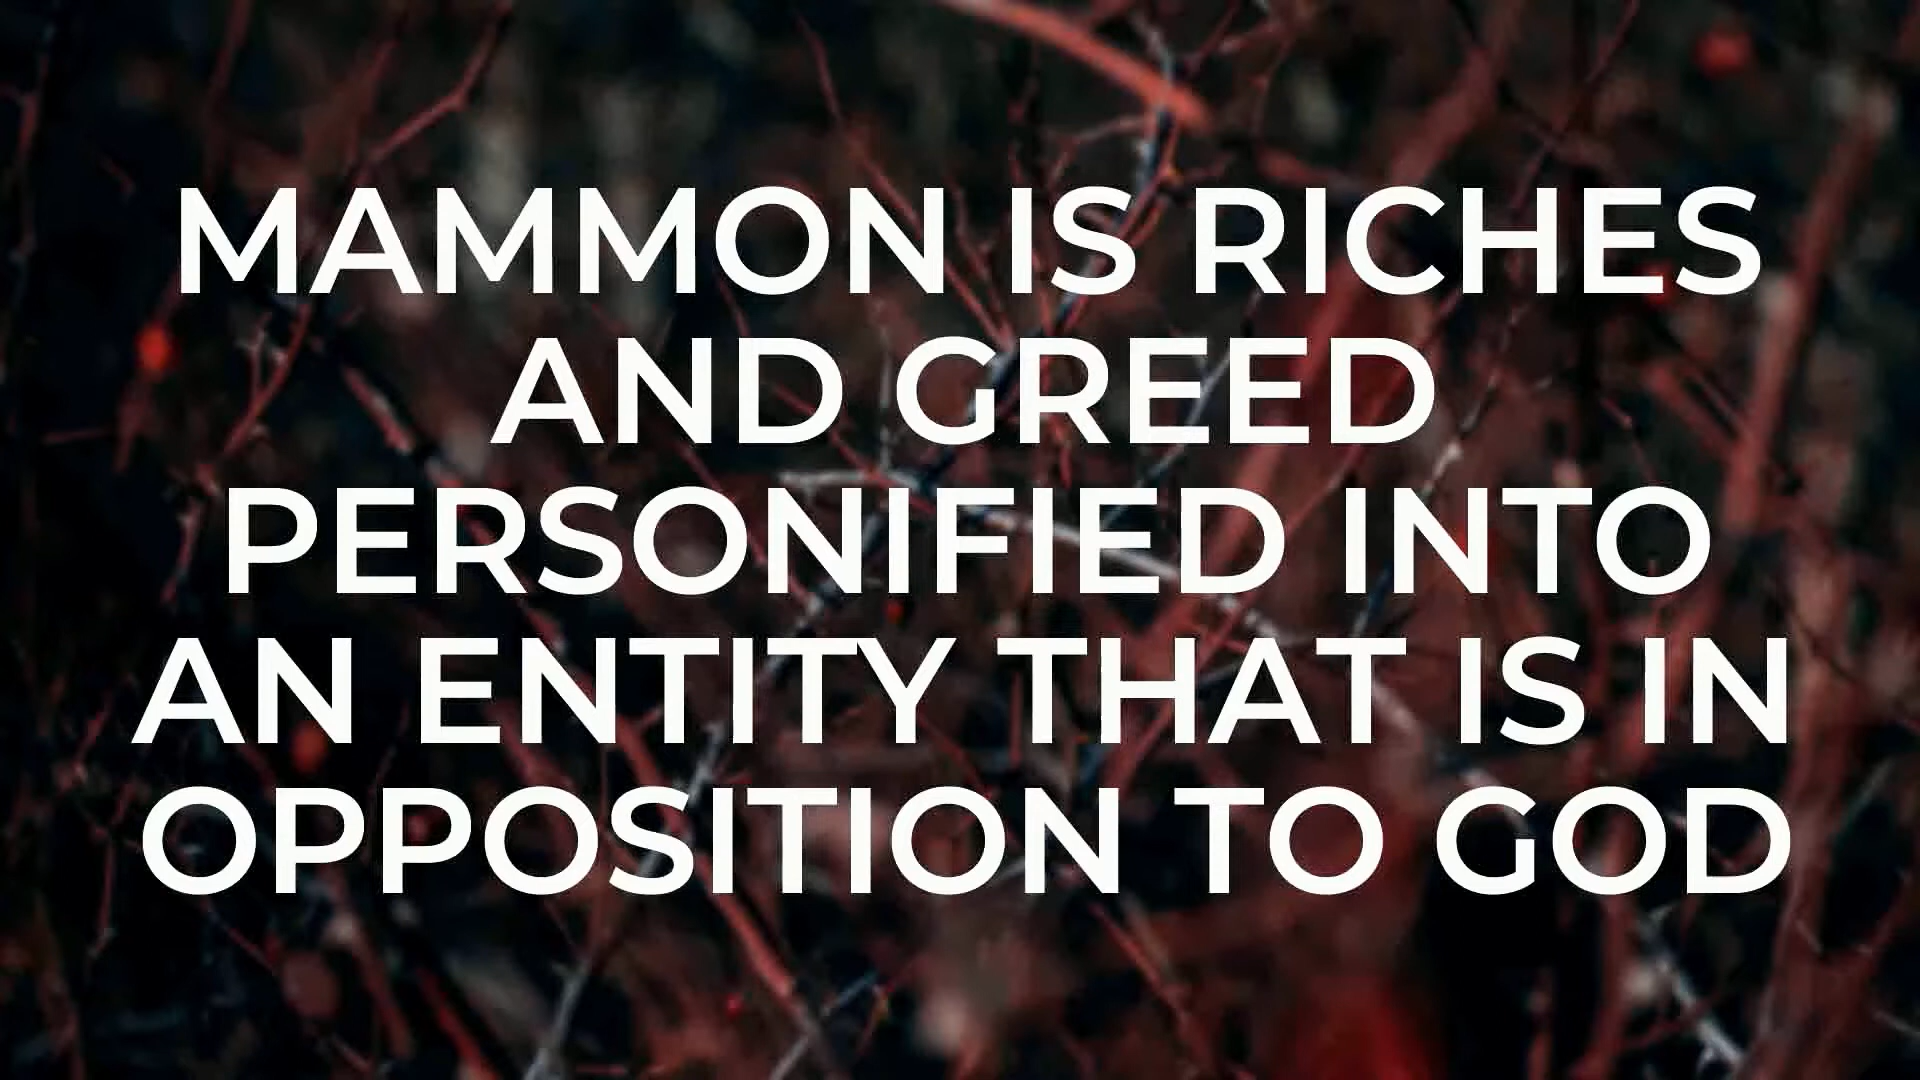 MAMMON IS RICHES
AND GREED
PERSONIFIED INTO
AN ENTITY THAT IS IN
OPPOSITION TO GOD